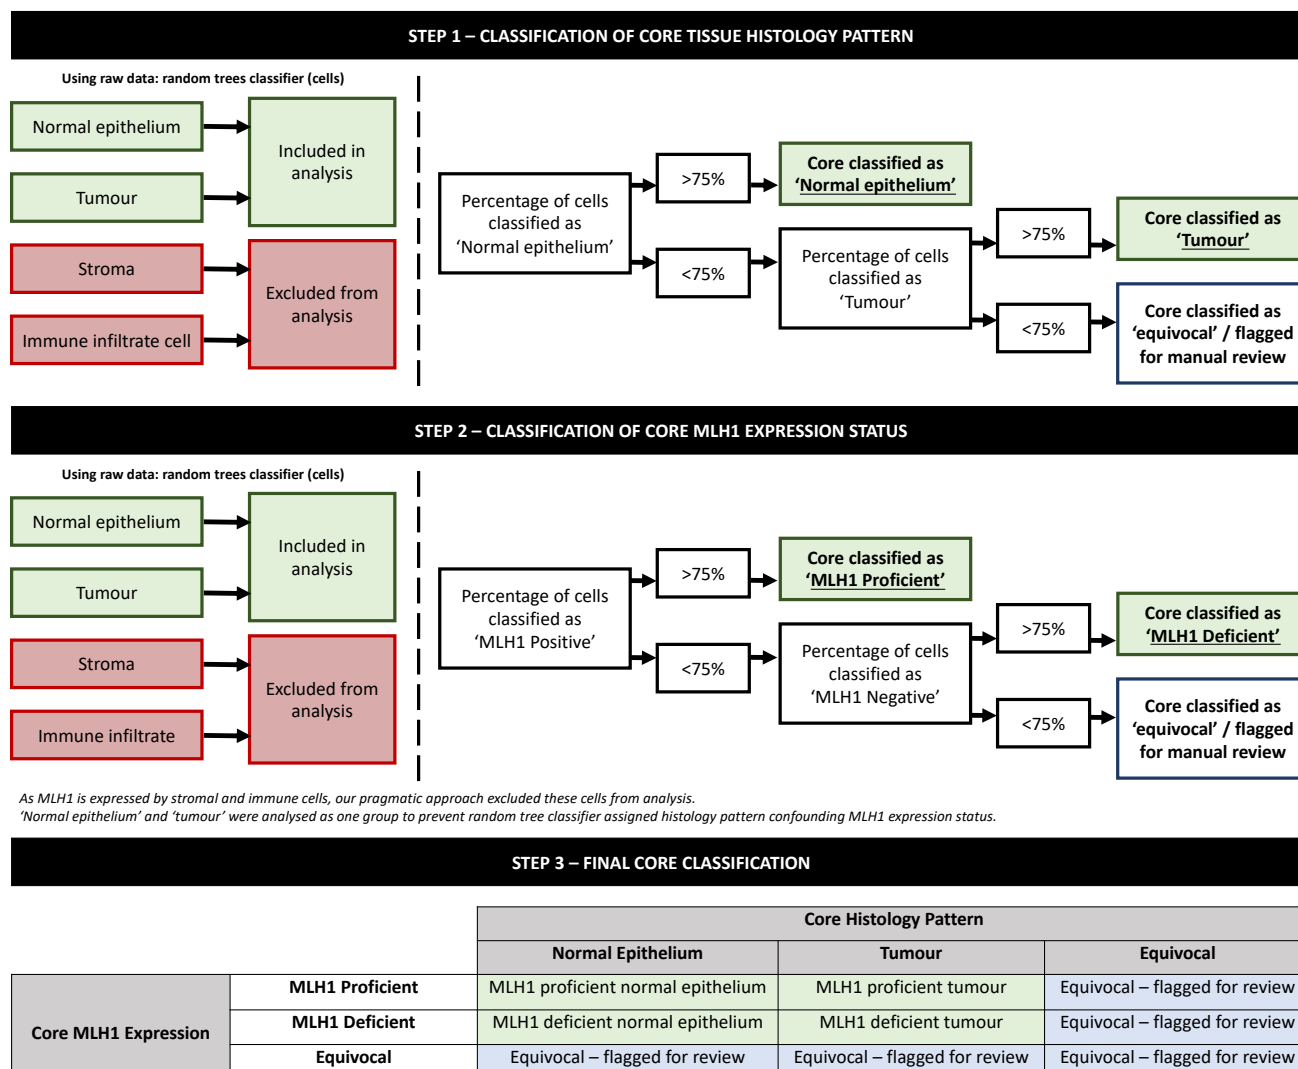 STEP 1 – CLASSIFICATION OF CORE TISSUE HISTOLOGY PATTERN
Using raw data: random trees classifier (cells)
Normal epithelium
Tumour
Stroma
Immune infiltrate cell
Included in
analysis
Excluded from
analysis
Percentage of cells
classified as
‘Normal epithelium’
>75%
<75%
Core classified as
‘Normal epithelium’
Percentage of cells
classified as
‘Tumour’
>75%
<75%
Core classified as
‘Tumour’
Core classified as
‘equivocal’ / flagged
for manual review
STEP 2 – CLASSIFICATION OF CORE MLH1 EXPRESSION STATUS
Using raw data: random trees classifier (cells)
Normal epithelium
Tumour
Stroma
Immune infiltrate
Included in
analysis
Excluded from
analysis
Percentage of cells
classified as
‘MLH1 Positive’
>75%
<75%
Core classified as
‘MLH1 Proficient’
Percentage of cells
classified as
‘MLH1 Negative’
>75%
<75%
Core classified as
‘MLH1 Deficient’
Core classified as
‘equivocal’ / flagged
for manual review
As MLH1 is expressed by stromal and immune cells, our pragmatic approach excluded these cells from analysis.
‘Normal epithelium’ and ‘tumour’ were analysed as one group to prevent random tree classifier assigned histology pattern confounding MLH1 expression status.
STEP 3 – FINAL CORE CLASSIFICATION
Core Histology Pattern
Normal Epithelium Tumour Equivocal
Core MLH1 Expression
MLH1 Proficient MLH1 proficient normal epithelium MLH1 proficient tumour Equivocal – flagged for review
MLH1 Deficient MLH1 deficient normal epithelium MLH1 deficient tumour Equivocal – flagged for review
Equivocal Equivocal – flagged for review Equivocal – flagged for review Equivocal – flagged for review